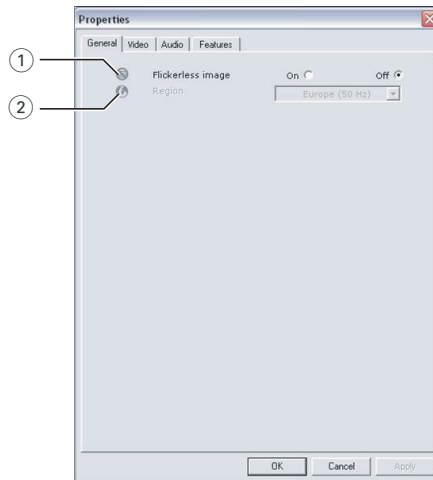 Properties
General Video Audio Features
1 Flickerless image On Off
2 Region Europe (50 Hz)
OK Cancel Apply